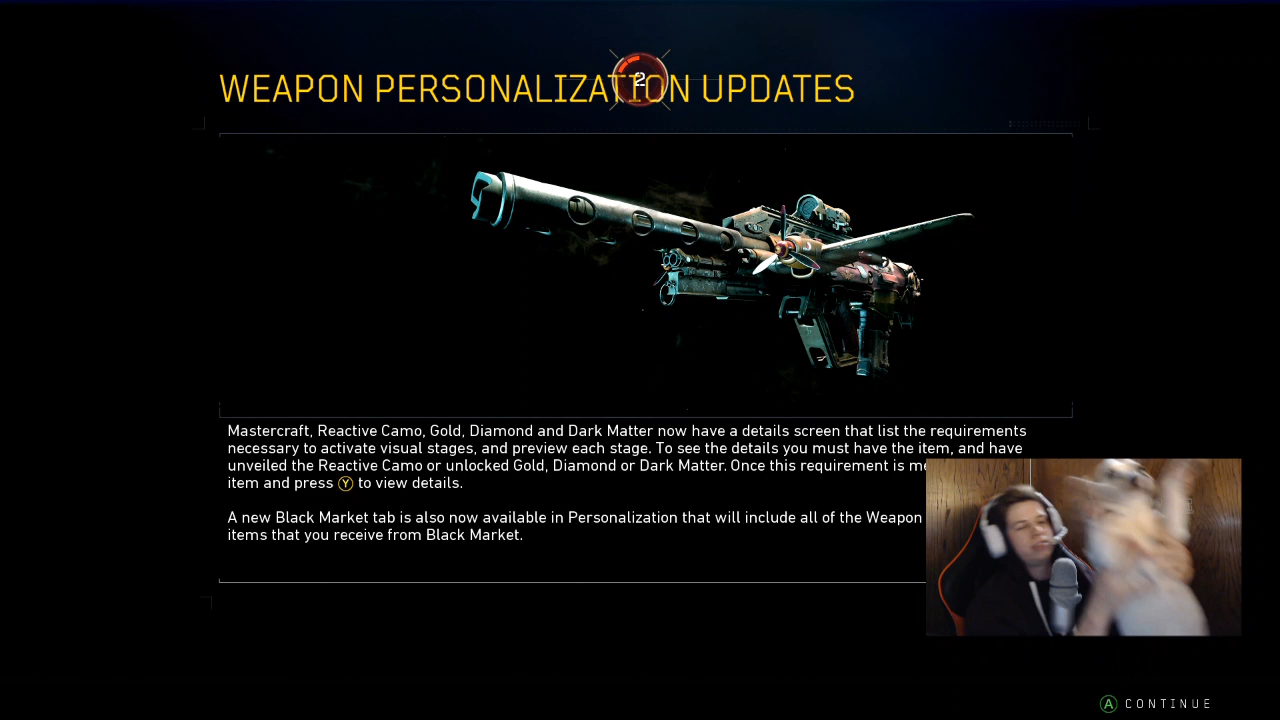 WEAPON PERSONALIZATION UPDATES
2
Mastercraft, Reactive Camo, Gold, Diamond and Dark Matter now have a details screen that list the requirements
necessary to activate visual stages, and preview each stage. To see the details you must have the item, and have
unveiled the Reactive Camo or unlocked Gold, Diamond or Dark Matter. Once this requirement is
item and press Y to view details.
A new Black Market tab is also now available in Personalization that will include all of the Weapon
items that you receive from Black Market.
A CONTINUE